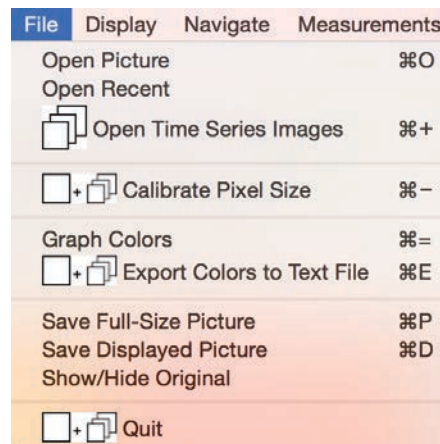 File Display Navigate Measurements
Open Picture ⌘O
Open Recent
Open Time Series Images ⌘+
+ Calibrate Pixel Size ⌘−
Graph Colors ⌘=
+ Export Colors to Text File ⌘E
Save Full-Size Picture ⌘P
Save Displayed Picture ⌘D
Show/Hide Original
+ Quit